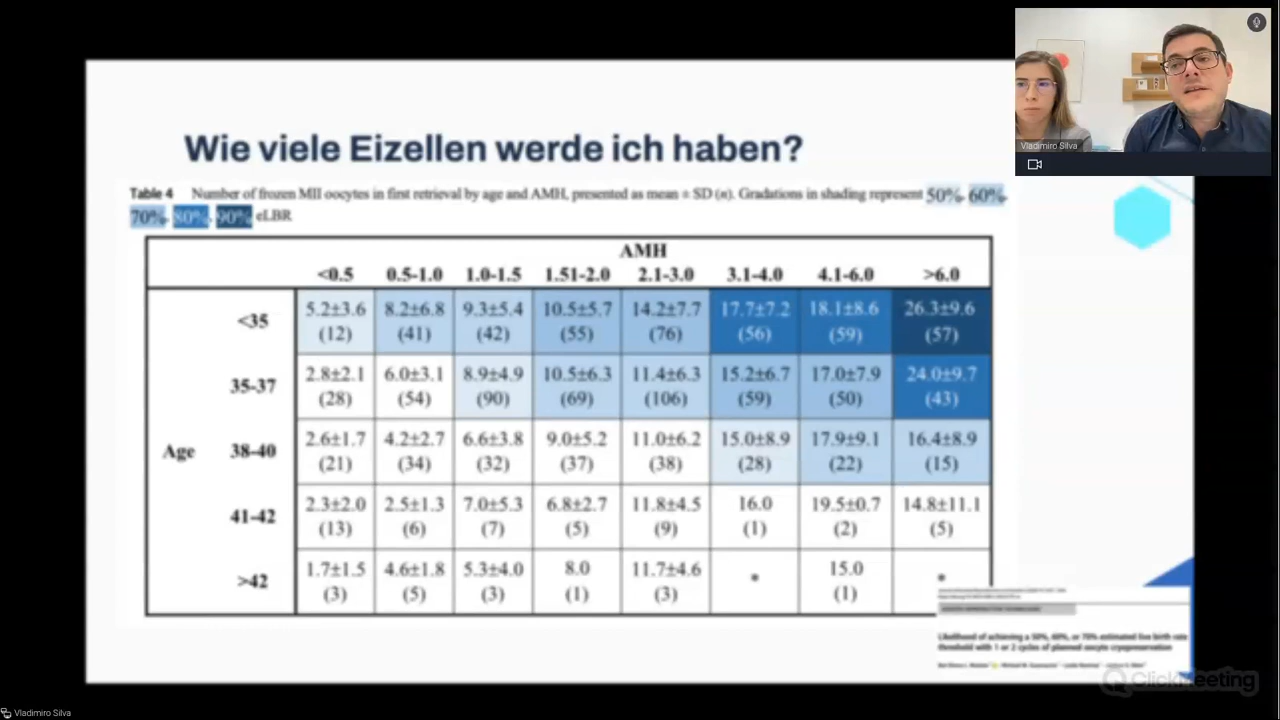 Vladimiro Silva
Wie viele Eizellen werde ich haben?
Table 4 Number of frozen MII oocytes in first retrieval by age and AMH, presented as mean ± SD (n). Gradations in shading represent 50%, 60%,
70%, 80%, 90% eLBR
AMH
<0.5 0.5-1.0 1.0-1.5 1.51-2.0 2.1-3.0 3.1-4.0 4.1-6.0 >6.0
<35 5.2±3.6 8.2±6.8 9.3±5.4 10.5±5.7 14.2±7.7 17.7±7.2 18.1±8.6 26.3±9.6
(12) (41) (42) (55) (76) (56) (59) (57)
35-37 2.8±2.1 6.0±3.1 8.9±4.9 10.5±6.3 11.4±6.3 15.2±6.7 17.0±7.9 24.0±9.7
(28) (54) (90) (69) (106) (59) (50) (43)
Age 38-40 2.6±1.7 4.2±2.7 6.6±3.8 9.0±5.2 11.0±6.2 15.0±8.9 17.9±9.1 16.4±8.9
(21) (34) (32) (37) (38) (28) (22) (15)
41-42 2.3±2.0 2.5±1.3 7.0±5.3 6.8±2.7 11.8±4.5 16.0 19.5±0.7 14.8±11.1
(13) (6) (7) (5) (9) (1) (2) (5)
>42 1.7±1.5 4.6±1.8 5.3±4.0 8.0 11.7±4.6 * 15.0 *
(3) (5) (3) (1) (3) (1)
Likelihood of achieving a 50%, 60%, or 70% estimated live birth rate
threshold with 1 or 2 cycles of planned oocyte cryopreservation
ClickMeeting
Vladimiro Silva